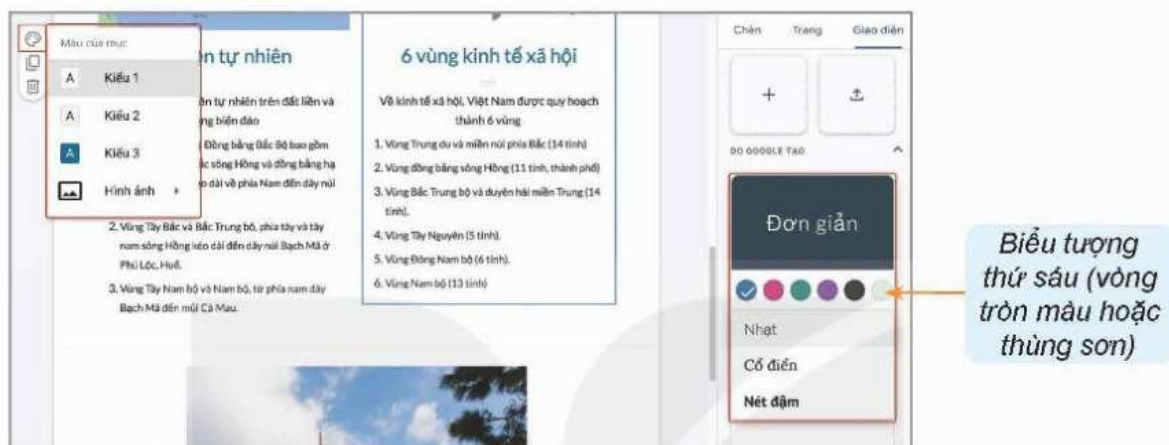 Màu của mục
Kiểu 1
Kiểu 2
Kiểu 3
Hình ảnh
ền tự nhiên
ền tự nhiên trên đất liền và
ng biển đảo
Đồng bằng Bắc Bộ bao gồm
ắc sông Hồng và đồng bằng hạ
o dài về phía Nam đến dãy núi
2. Vùng Tây Bắc và Bắc Trung bộ, phía tây và tây
nam sông Hồng kéo dài đến dãy núi Bạch Mã ở
Phú Lộc, Huế.
3. Vùng Tây Nam bộ và Nam bộ, từ phía nam dãy
Bạch Mã đến mũi Cà Mau.
6 vùng kinh tế xã hội
Về kinh tế xã hội, Việt Nam được quy hoạch
thành 6 vùng
1. Vùng Trung du và miền núi phía Bắc (14 tỉnh)
2. Vùng đồng bằng sông Hồng (11 tỉnh, thành phố)
3. Vùng Bắc Trung bộ và duyên hải miền Trung (14
tỉnh).
4. Vùng Tây Nguyên (5 tỉnh).
5. Vùng Đông Nam bộ (6 tỉnh).
6. Vùng Nam bộ (13 tỉnh)
Chèn Trang Giao diện
DO GOOGLE TẠO
Đơn giản
Nhạt
Cổ điển
Nét đậm
Biểu tượng
thứ sáu (vòng
tròn màu hoặc
thùng sơn)